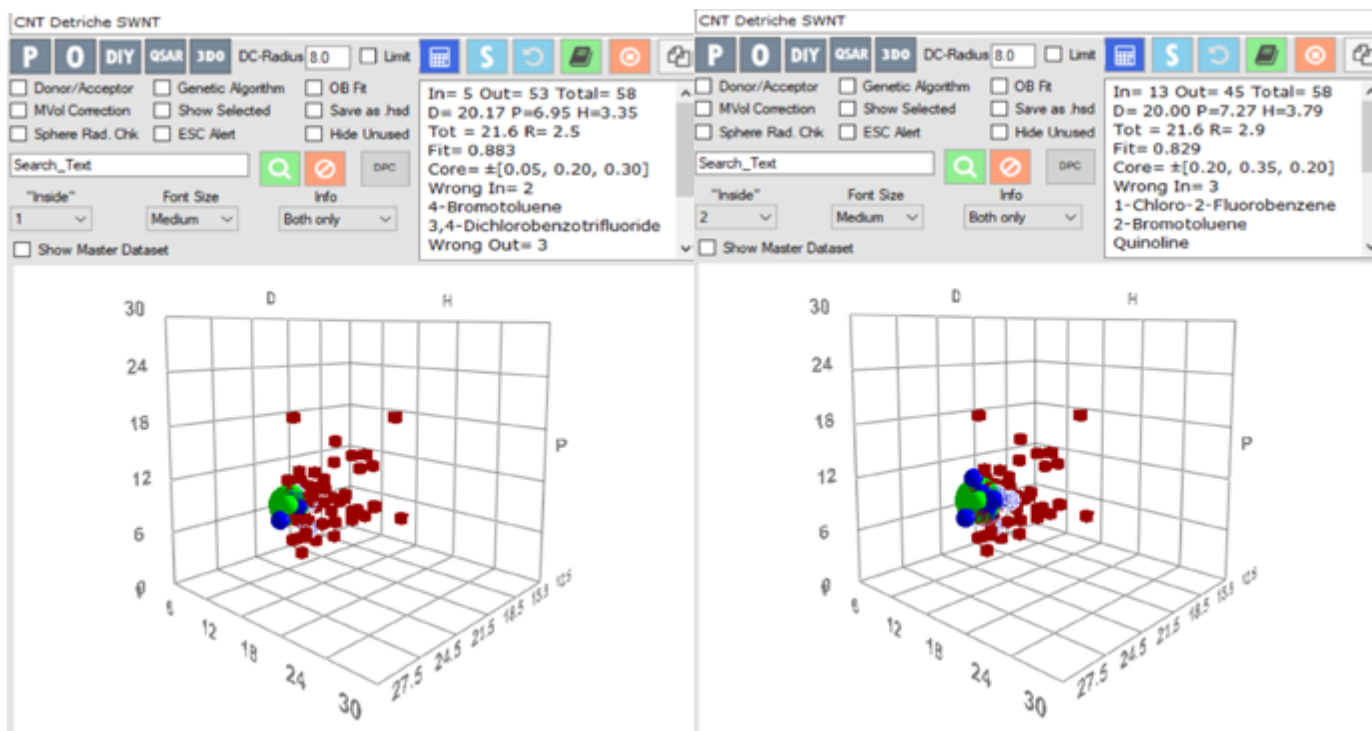 CNT Detriche SWNT
P O DIY QSAR 3D0 DC-Radius 8.0 Limit S
Donor/Acceptor Genetic Algorithm OB Fit
MVol Correction Show Selected Save as .hsd
Sphere Rad. Chk ESC Alert Hide Unused
Search_Text DPC
"Inside" Font Size Info
1 Medium Both only
Show Master Dataset
In= 5 Out= 53 Total= 58
D= 20.17 P=6.95 H=3.35
Tot = 21.6 R= 2.5
Fit= 0.883
Core= ±[0.05, 0.20, 0.30]
Wrong In= 2
4-Bromotoluene
3,4-Dichlorobenzotrifluoride
Wrong Out= 3
D H
30
24
18
12
6
P
6 12 18 24 30
27.5 24.5 21.5 18.5 12.5
CNT Detriche SWNT
P O DIY QSAR 3D0 DC-Radius 8.0 Limit S
Donor/Acceptor Genetic Algorithm OB Fit
MVol Correction Show Selected Save as .hsd
Sphere Rad. Chk ESC Alert Hide Unused
Search_Text DPC
"Inside" Font Size Info
2 Medium Both only
Show Master Dataset
In= 13 Out= 45 Total= 58
D= 20.00 P=7.27 H=3.79
Tot = 21.6 R= 2.9
Fit= 0.829
Core= ±[0.20, 0.35, 0.20]
Wrong In= 3
1-Chloro-2-Fluorobenzene
2-Bromotoluene
Quinoline
D H
30
24
18
12
6
P
6 12 18 24 30
27.5 24.5 21.5 18.5 12.5